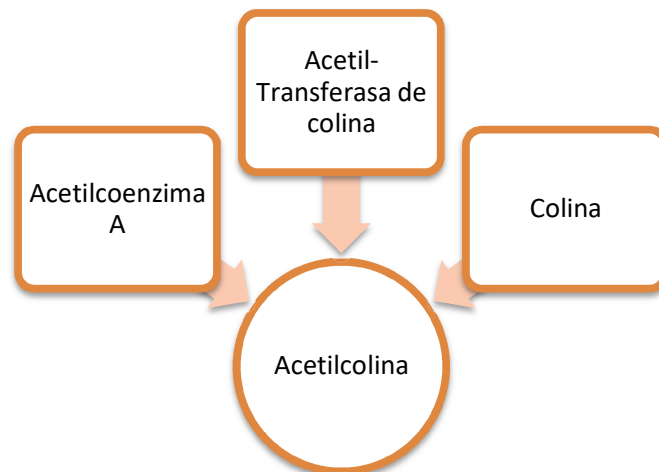 Acetil-
Transferasa de
colina
Acetilcoenzima
A
Colina
Acetilcolina